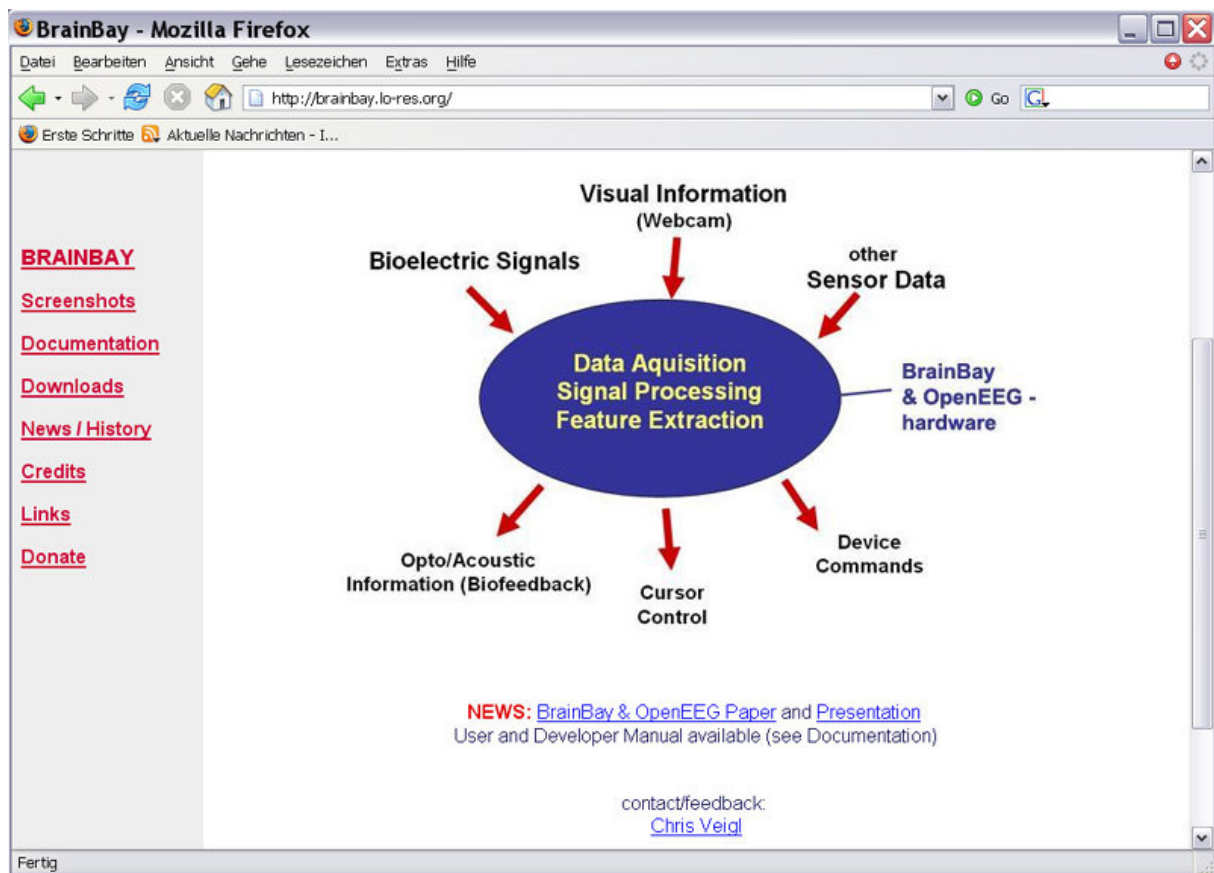 BrainBay - Mozilla Firefox
Datei Bearbeiten Ansicht Gehe Lesezeichen Extras Hilfe
http://brainbay.lo-res.org/ Go G
Erste Schritte Aktuelle Nachrichten - I...
BRAINBAY
Screenshots
Documentation
Downloads
News / History
Credits
Links
Donate
Visual Information
(Webcam)
Bioelectric Signals
other
Sensor Data
Data Aquisition
Signal Processing
Feature Extraction
BrainBay
& OpenEEG -
hardware
Opto/Acoustic
Information (Biofeedback)
Cursor
Control
Device
Commands
NEWS: BrainBay & OpenEEG Paper and Presentation
User and Developer Manual available (see Documentation)
contact/feedback:
Chris Veigl
Fertig